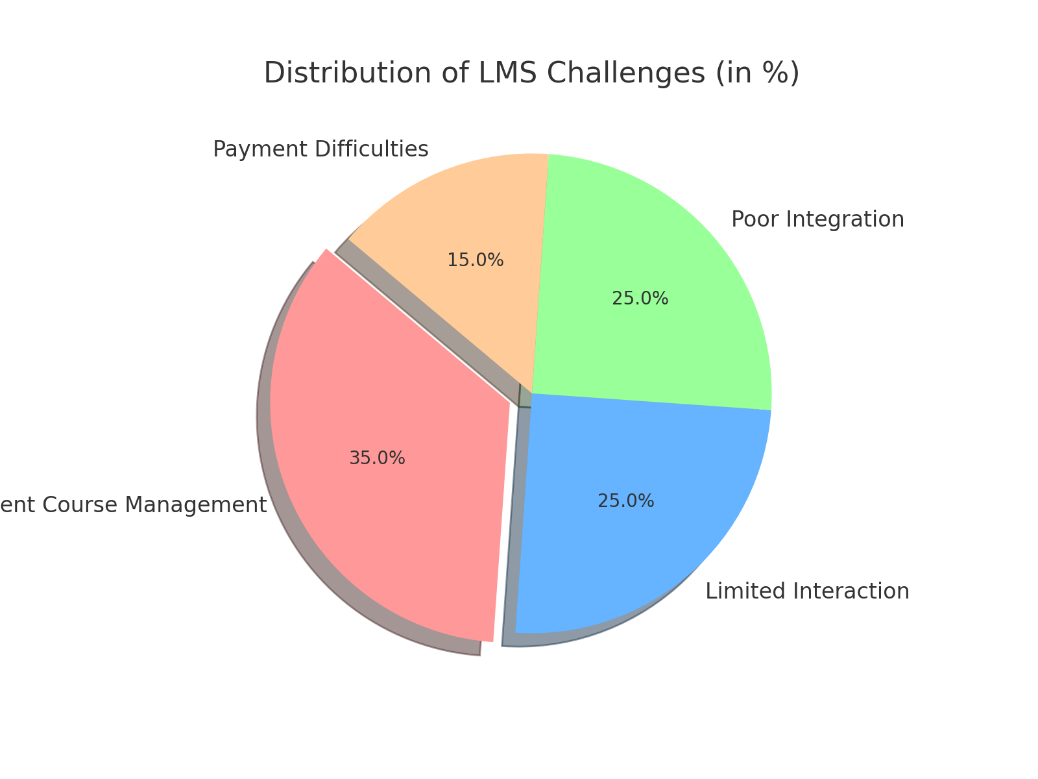 Distribution of LMS Challenges (in %)
Payment Difficulties
Poor Integration
15.0%
25.0%
35.0%
25.0%
ent Course Management
Limited Interaction